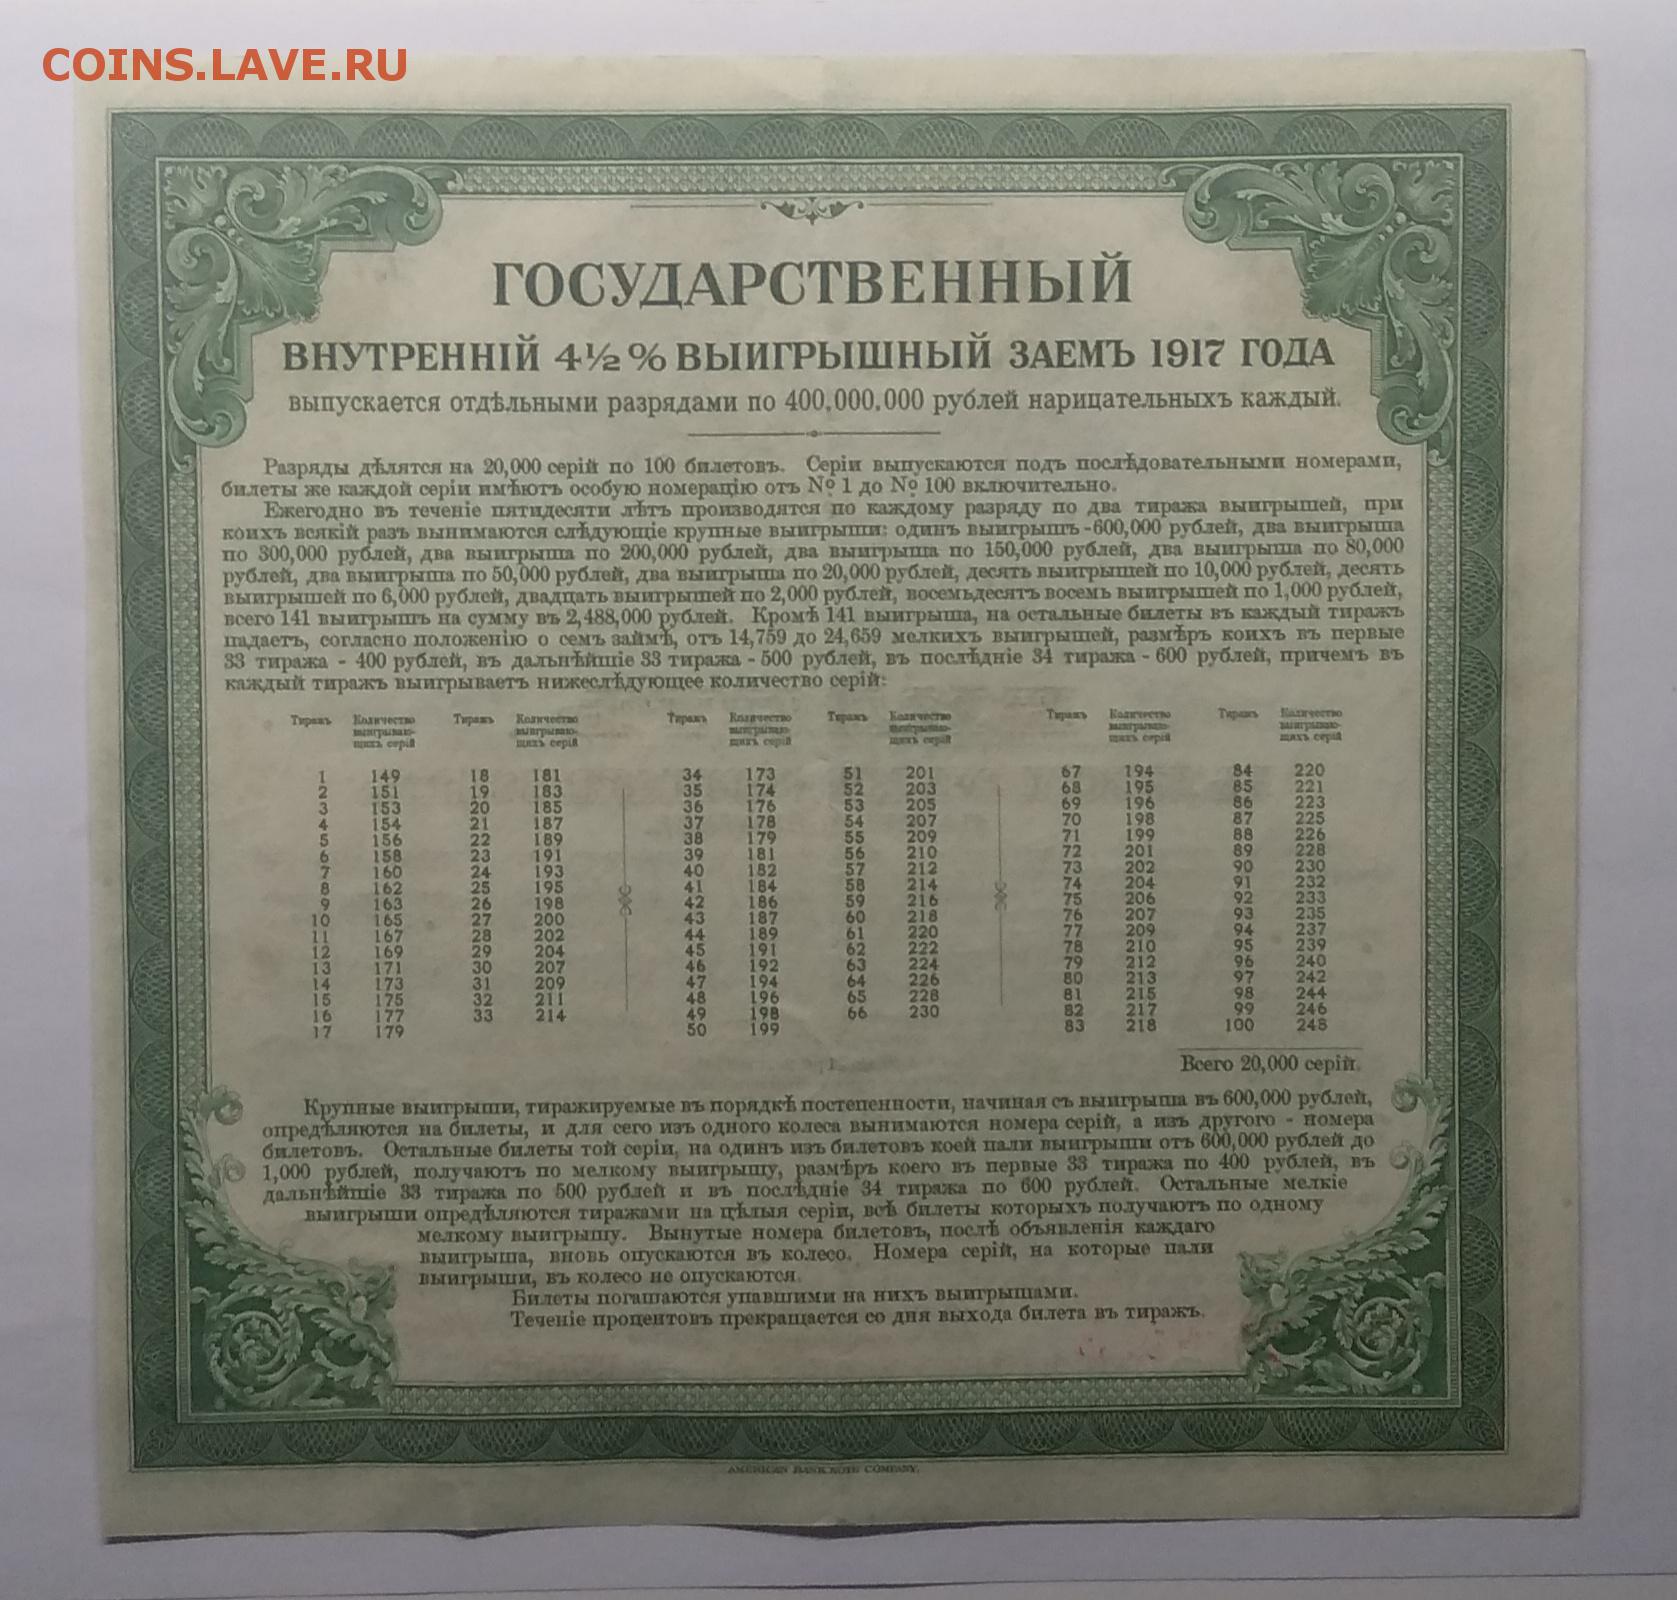 COINS.LAVE.RU
ГОСУДАРСТВЕННЫЙ
ВНУТРЕННІЙ 4½% ВЫИГРЫШНЫЙ ЗАЕМЪ 1917 ГОДА
выпускается отдѣльными разрядами по 400,000,000 рублей нарицательныхъ каждый.
Разряды дѣлятся на 20,000 серій по 100 билетовъ. Серіи выпускаются подъ послѣдовательными номерами,
билеты же каждой серіи имѣютъ особую номерацію отъ № 1 до № 100 включительно.
Ежегодно въ теченіе пятидесяти лѣтъ производятся по каждому разряду по два тиража выигрышей, при
коихъ всякій разъ вынимаются слѣдующіе крупные выигрыши: одинъ выигрышъ-600,000 рублей, два выигрыша
по 300,000 рублей, два выигрыша по 200,000 рублей, два выигрыша по 150,000 рублей, два выигрыша по 80,000
рублей, два выигрыша по 50,000 рублей, два выигрыша по 20,000 рублей, десять выигрышей по 10,000 рублей, десять
выигрышей по 6,000 рублей, двадцать выигрышей по 2,000 рублей, восемьдесятъ восемь выигрышей по 1,000 рублей,
всего 141 выигрышъ на сумму въ 2,488,000 рублей. Кромѣ 141 выигрыша, на остальные билеты въ каждый тиражъ
падаетъ, согласно положенію о семъ займѣ, отъ 14,759 до 24,659 мелкихъ выигрышей, размѣръ коихъ въ первые
33 тиража - 400 рублей, въ дальнѣйшіе 33 тиража - 500 рублей, въ послѣдніе 34 тиража - 600 рублей, причемъ въ
каждый тиражъ выигрываетъ нижеслѣдующее количество серій:
Тиражъ Количество Тиражъ Количество Тиражъ Количество Тиражъ Количество Тиражъ Количество Тиражъ Количество
выигрываю- выигрываю- выигрываю- выигрываю- выигрываю- выигрываю-
щихъ серій щихъ серій щихъ серій щихъ серій щихъ серій щихъ серій
1 149 18 181 34 173 51 201 67 194 84 220
2 151 19 183 35 174 52 203 68 195 85 221
3 153 20 185 36 176 53 205 69 196 86 223
4 154 21 187 37 178 54 207 70 198 87 225
5 156 22 189 38 179 55 209 71 199 88 226
6 158 23 191 39 181 56 210 72 201 89 228
7 160 24 193 40 182 57 212 73 202 90 230
8 162 25 195 41 184 58 214 74 204 91 232
9 163 26 198 42 186 59 216 75 206 92 233
10 165 27 200 43 187 60 218 76 207 93 235
11 167 28 202 44 189 61 220 77 209 94 237
12 169 29 204 45 191 62 222 78 210 95 239
13 171 30 207 46 192 63 224 79 212 96 240
14 173 31 209 47 194 64 226 80 213 97 242
15 175 32 211 48 196 65 228 81 215 98 244
16 177 33 214 49 198 66 230 82 217 99 246
17 179 50 199 83 218 100 248
Всего 20,000 серій.
Крупные выигрыши, тиражируемые въ порядкѣ постепенности, начиная съ выигрыша въ 600,000 рублей,
опредѣляются на билеты, и для сего изъ одного колеса вынимаются номера серій, а изъ другого - номера
билетовъ. Остальные билеты той серіи, на одинъ изъ билетовъ коей пали выигрыши отъ 600,000 рублей до
1,000 рублей, получаютъ по мелкому выигрышу, размѣръ коего въ первые 33 тиража по 400 рублей, въ
дальнѣйшіе 33 тиража по 500 рублей и въ послѣдніе 34 тиража по 600 рублей. Остальные мелкіе
выигрыши опредѣляются тиражами на цѣлыя серіи, всѣ билеты которыхъ получаютъ по одному
мелкому выигрышу. Вынутые номера билетовъ, послѣ объявленія каждаго
выигрыша, вновь опускаются въ колесо. Номера серій, на которые пали
выигрыши, въ колесо не опускаются.
Билеты погашаются упавшими на нихъ выигрышами.
Теченіе процентовъ прекращается со дня выхода билета въ тиражъ.
AMERICAN BANK NOTE COMPANY.